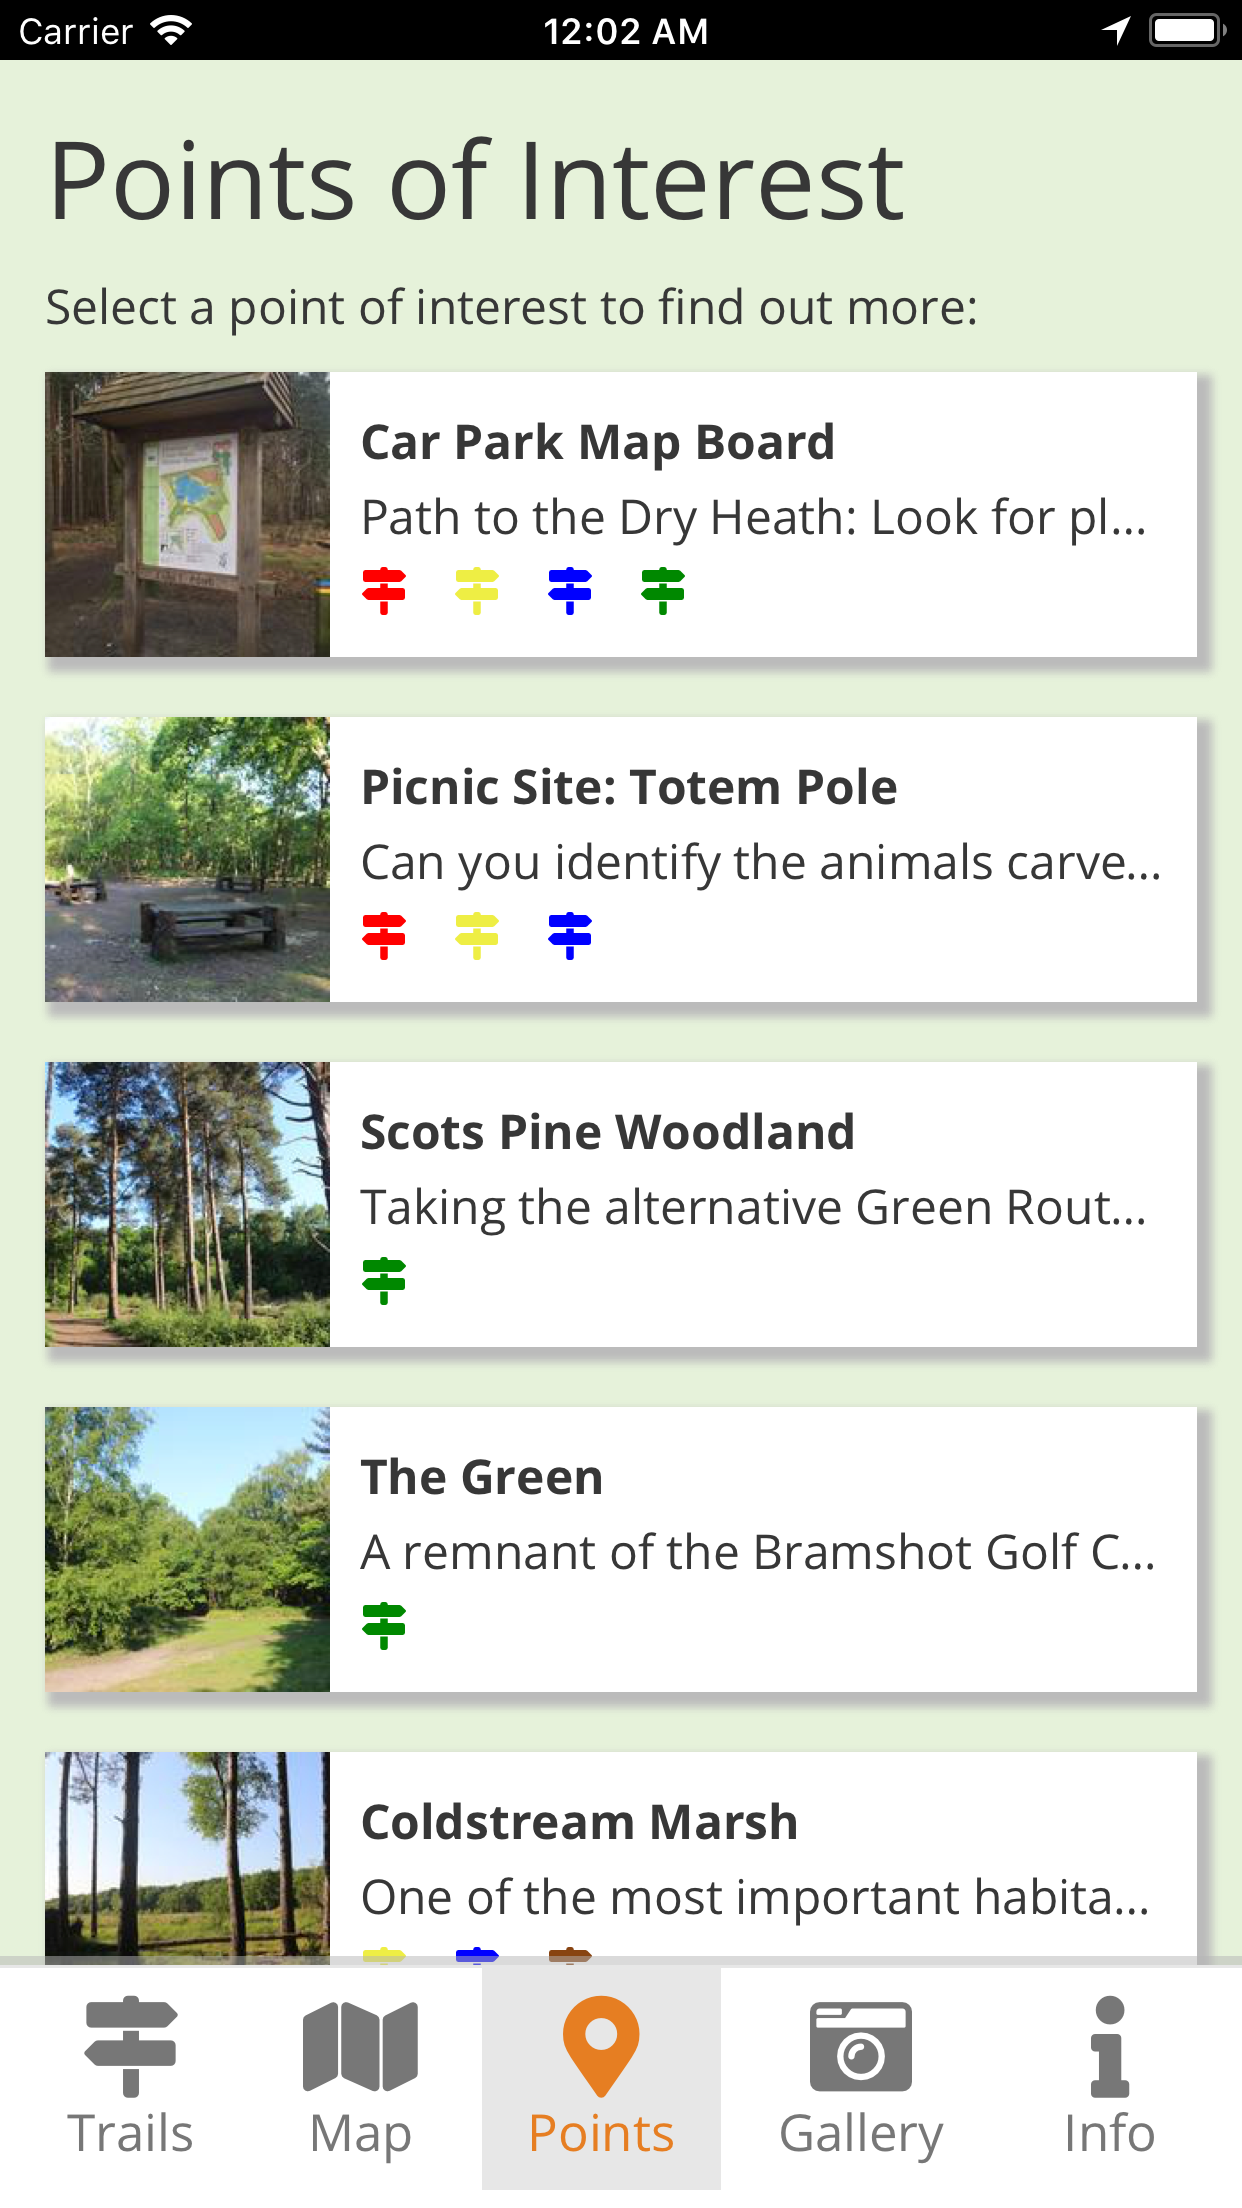 Carrier 12:02 AM
Points of Interest
Select a point of interest to find out more:
Car Park Map Board
Path to the Dry Heath: Look for pl...
Picnic Site: Totem Pole
Can you identify the animals carve...
Scots Pine Woodland
Taking the alternative Green Rout...
The Green
A remnant of the Bramshot Golf C...
Coldstream Marsh
One of the most important habita...
Trails Map Points Gallery Info